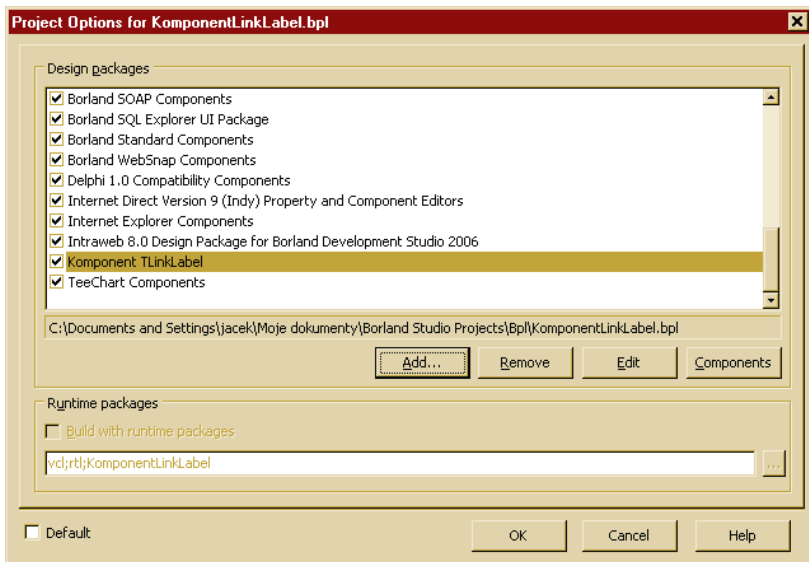 Project Options for KomponentLinkLabel.bpl
Design packages
Borland SOAP Components
Borland SQL Explorer UI Package
Borland Standard Components
Borland WebSnap Components
Delphi 1.0 Compatibility Components
Internet Direct Version 9 (Indy) Property and Component Editors
Internet Explorer Components
Intraweb 8.0 Design Package for Borland Development Studio 2006
Komponent TLinkLabel
TeeChart Components
C:\Documents and Settings\jacek\Moje dokumenty\Borland Studio Projects\Bpl\KomponentLinkLabel.bpl
Add... Remove Edit Components
Runtime packages
Build with runtime packages
vcl;rtl;KomponentLinkLabel ...
Default OK Cancel Help